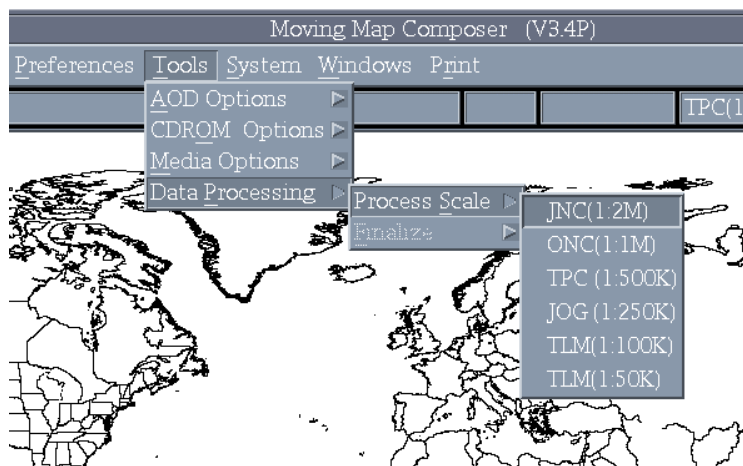 Moving Map Composer (V3.4P)
Preferences Tools System Windows Print
TPC(1
AOD Options
CDROM Options
Media Options
Data Processing
Process Scale
Finalize
JNC(1:2M)
ONC(1:1M)
TPC (1:500K)
JOG (1:250K)
TLM(1:100K)
TLM(1:50K)